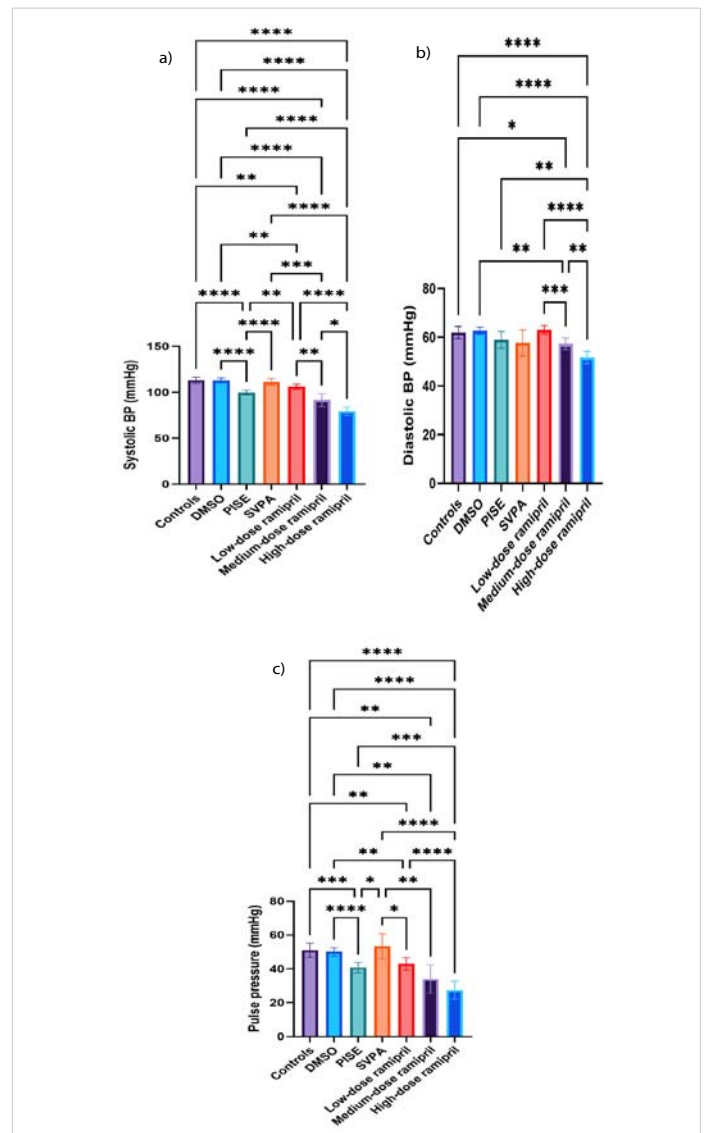 a)
****
****
****
****
****
**
****
**
***
****
**
****
****
*
****
**
150
100
50
0
Systolic BP (mmHg)
Controls
DMSO
PISE
SVPA
Low-dose ramipril
Medium-dose ramipril
High-dose ramipril
b)
****
****
*
**
****
**
**
***
80
60
40
20
0
Diastolic BP (mmHg)
Controls
DMSO
PISE
SVPA
Low-dose ramipril
Medium-dose ramipril
High-dose ramipril
c)
****
****
**
***
**
**
****
**
****
***
*
**
****
*
80
60
40
20
0
Pulse pressure (mmHg)
Controls
DMSO
PISE
SVPA
Low-dose ramipril
Medium-dose ramipril
High-dose ramipril